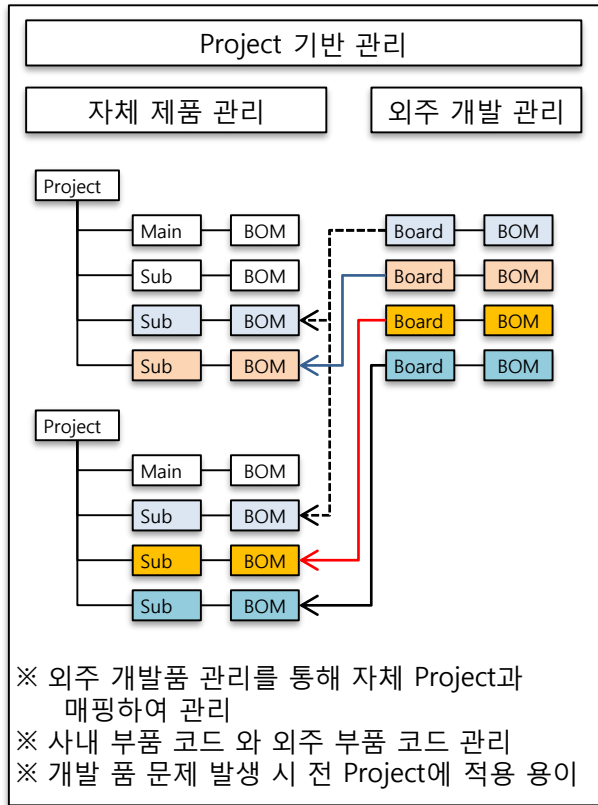 Project 기반 관리
자체 제품 관리
외주 개발 관리
Project
Main BOM
Sub BOM
Sub BOM
Sub BOM
Board BOM
Board BOM
Board BOM
Board BOM
Project
Main BOM
Sub BOM
Sub BOM
Sub BOM
※ 외주 개발품 관리를 통해 자체 Project과
매핑하여 관리
※ 사내 부품 코드 와 외주 부품 코드 관리
※ 개발 품 문제 발생 시 전 Project에 적용 용이